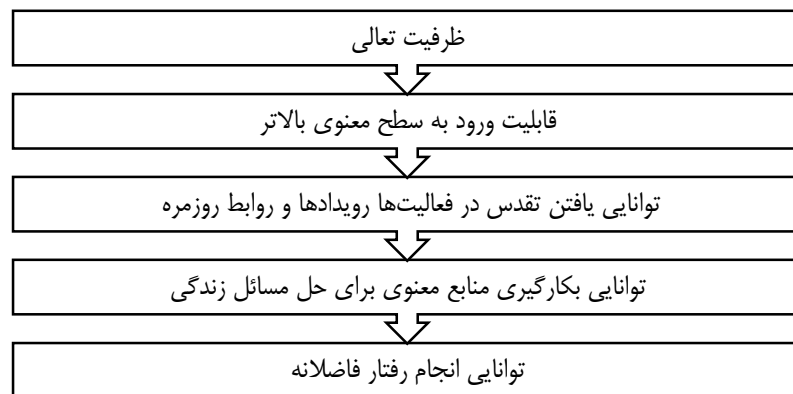 ظرفیت تعالی
قابلیت ورود به سطح معنوی بالاتر
توانایی یافتن تقدس در فعالیت‌ها رویدادها و روابط روزمره
توانایی بکارگیری منابع معنوی برای حل مسائل زندگی
توانایی انجام رفتار فاضلانه